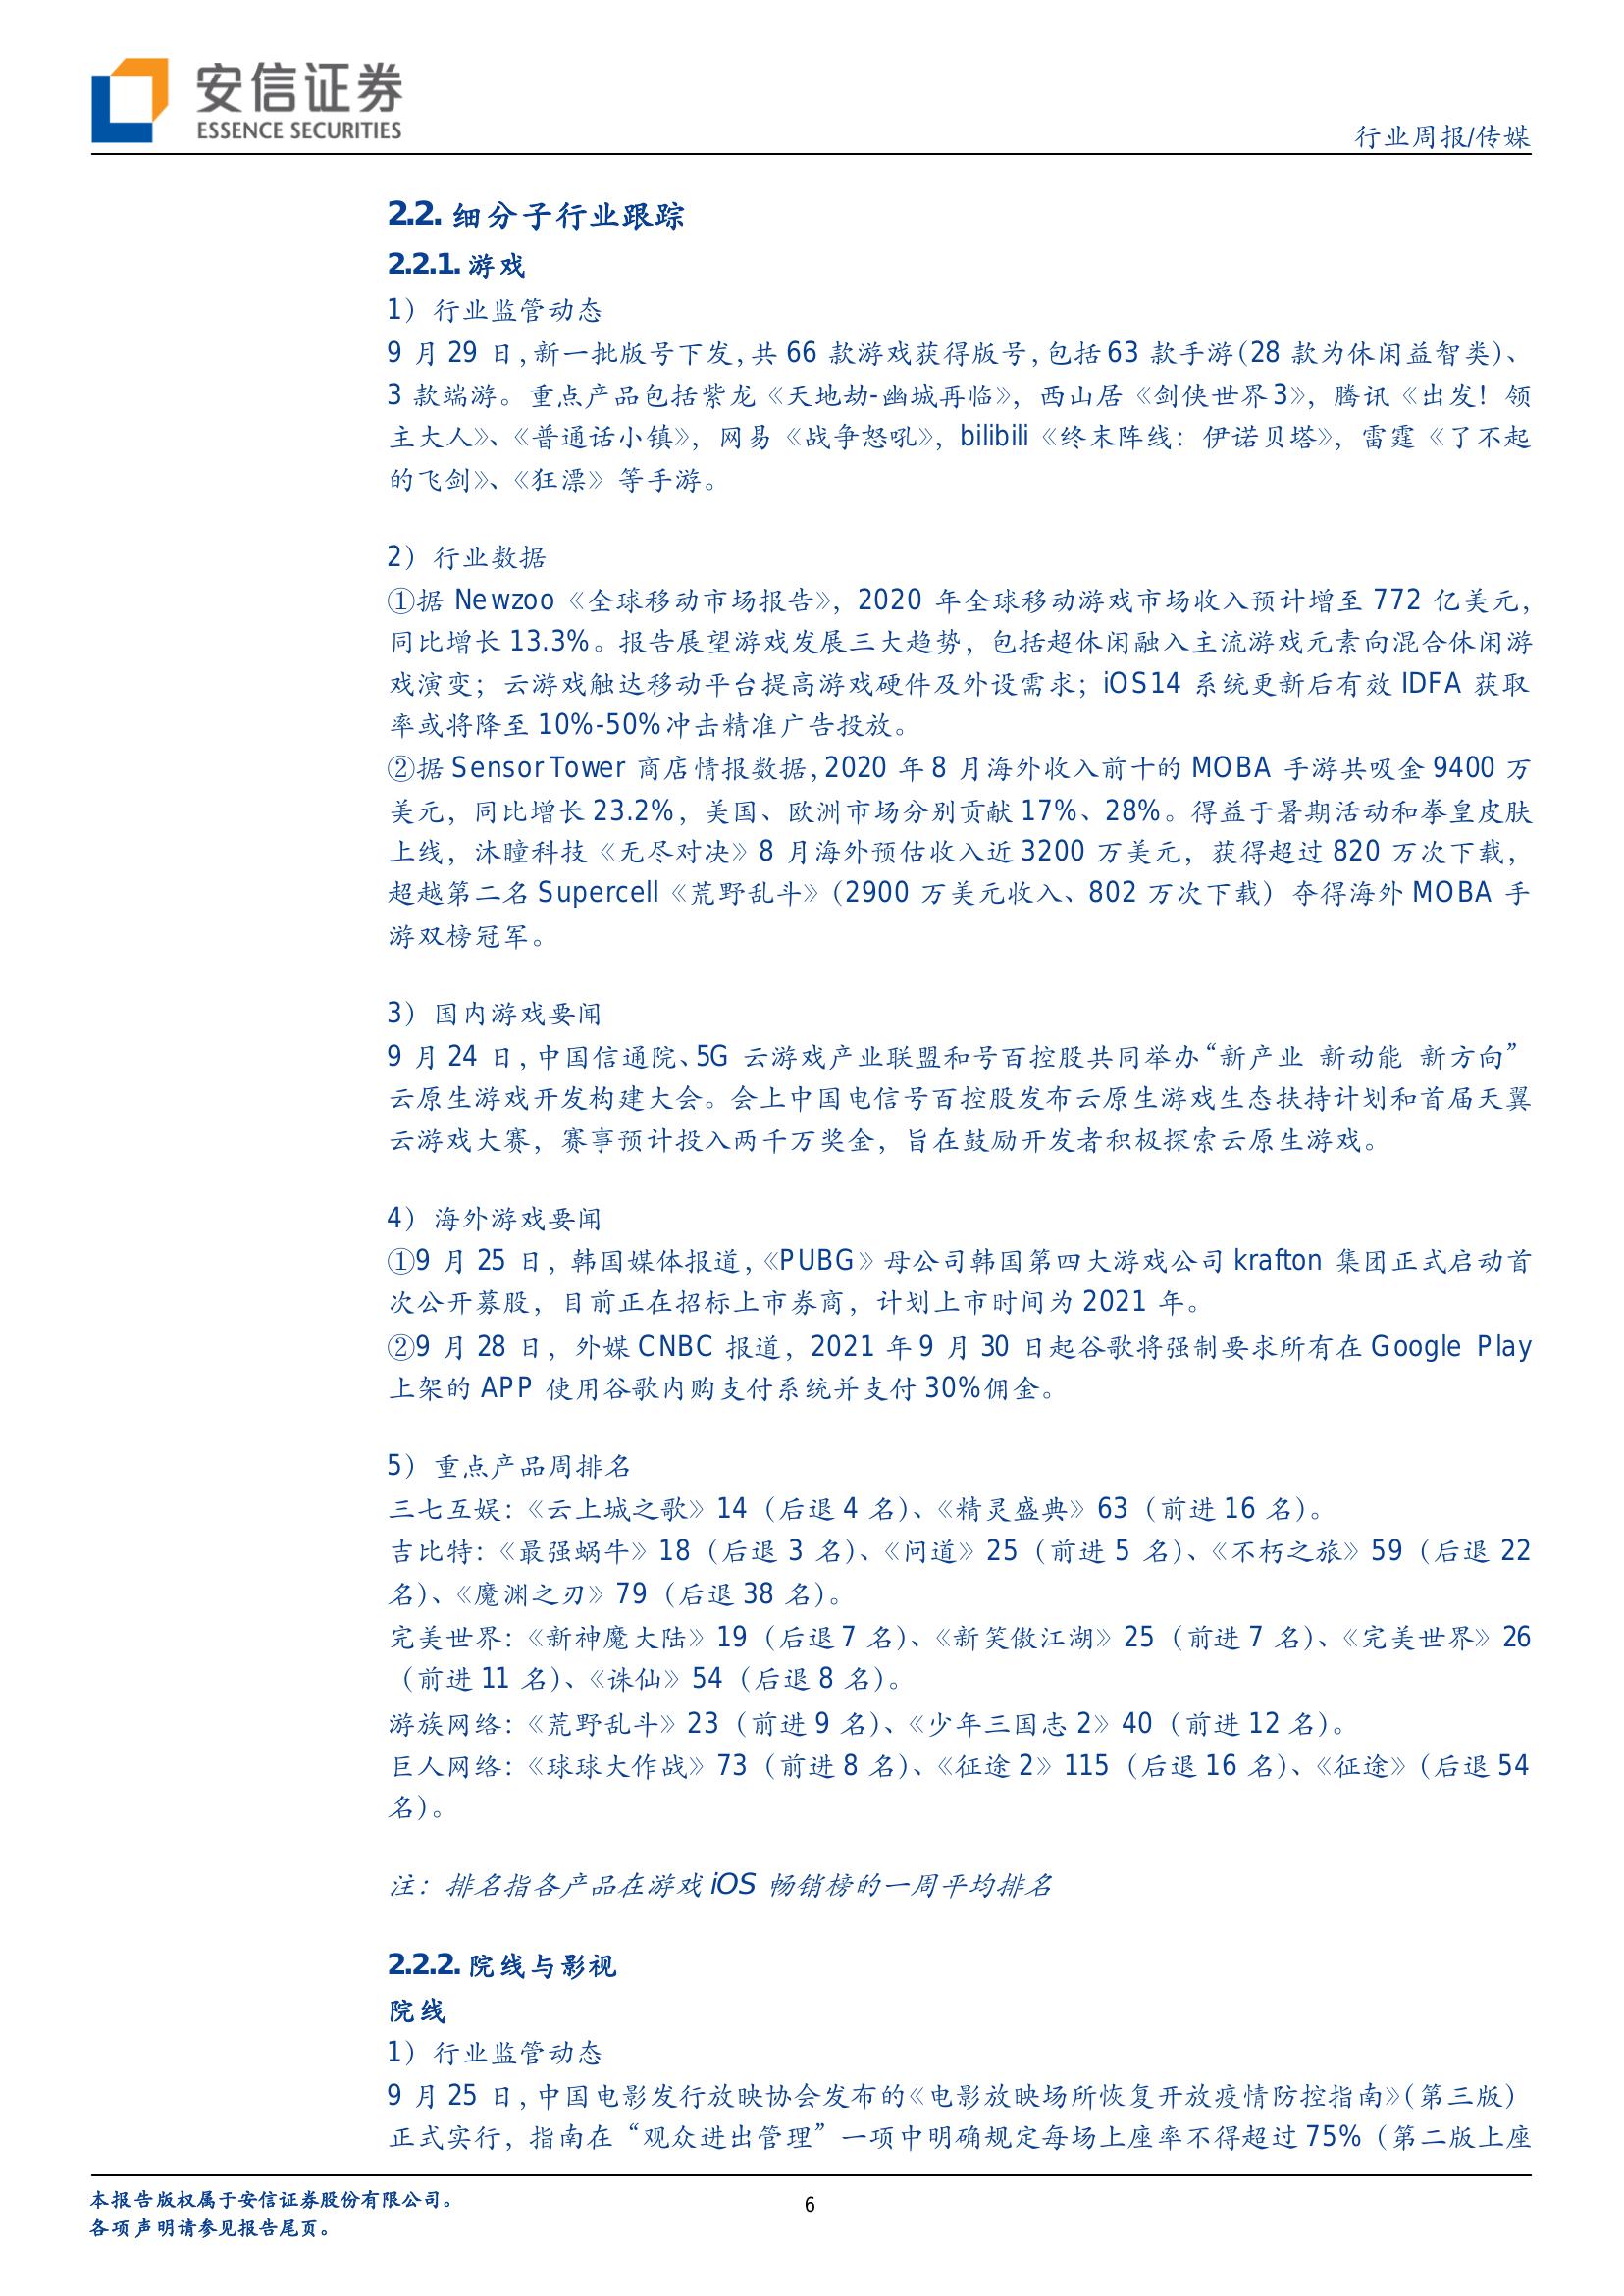 安信证券
ESSENCE SECURITIES
行业周报/传媒
2.2. 细分子行业跟踪
2.2.1. 游戏
1）行业监管动态
9 月 29 日，新一批版号下发，共 66 款游戏获得版号，包括 63 款手游（28 款为休闲益智类）、
3 款端游。重点产品包括紫龙《天地劫-幽城再临》，西山居《剑侠世界 3》，腾讯《出发！领
主大人》、《普通话小镇》，网易《战争怒吼》，bilibili《终末阵线：伊诺贝塔》，雷霆《了不起
的飞剑》、《狂漂》等手游。
2）行业数据
①据 Newzoo《全球移动市场报告》，2020 年全球移动游戏市场收入预计增至 772 亿美元，
同比增长 13.3%。报告展望游戏发展三大趋势，包括超休闲融入主流游戏元素向混合休闲游
戏演变；云游戏触达移动平台提高游戏硬件及外设需求；iOS14 系统更新后有效 IDFA 获取
率或将降至 10%-50%冲击精准广告投放。
②据 Sensor Tower 商店情报数据，2020 年 8 月海外收入前十的 MOBA 手游共吸金 9400 万
美元，同比增长 23.2%，美国、欧洲市场分别贡献 17%、28%。得益于暑期活动和拳皇皮肤
上线，沐瞳科技《无尽对决》8 月海外预估收入近 3200 万美元，获得超过 820 万次下载，
超越第二名 Supercell《荒野乱斗》（2900 万美元收入、802 万次下载）夺得海外 MOBA 手
游双榜冠军。
3）国内游戏要闻
9 月 24 日，中国信通院、5G 云游戏产业联盟和号百控股共同举办“新产业 新动能 新方向”
云原生游戏开发构建大会。会上中国电信号百控股发布云原生游戏生态扶持计划和首届天翼
云游戏大赛，赛事预计投入两千万奖金，旨在鼓励开发者积极探索云原生游戏。
4）海外游戏要闻
①9 月 25 日，韩国媒体报道，《PUBG》母公司韩国第四大游戏公司 krafton 集团正式启动首
次公开募股，目前正在招标上市券商，计划上市时间为 2021 年。
②9 月 28 日，外媒 CNBC 报道，2021 年 9 月 30 日起谷歌将强制要求所有在 Google Play
上架的 APP 使用谷歌内购支付系统并支付 30%佣金。
5）重点产品周排名
三七互娱：《云上城之歌》14（后退 4 名）、《精灵盛典》63（前进 16 名）。
吉比特：《最强蜗牛》18（后退 3 名）、《问道》25（前进 5 名）、《不朽之旅》59（后退 22
名）、《魔渊之刃》79（后退 38 名）。
完美世界：《新神魔大陆》19（后退 7 名）、《新笑傲江湖》25（前进 7 名）、《完美世界》26
（前进 11 名）、《诛仙》54（后退 8 名）。
游族网络：《荒野乱斗》23（前进 9 名）、《少年三国志 2》40（前进 12 名）。
巨人网络：《球球大作战》73（前进 8 名）、《征途 2》115（后退 16 名）、《征途》（后退 54
名）。
注：排名指各产品在游戏 iOS 畅销榜的一周平均排名
2.2.2. 院线与影视
院线
1）行业监管动态
9 月 25 日，中国电影发行放映协会发布的《电影放映场所恢复开放疫情防控指南》（第三版）
正式实行，指南在“观众进出管理”一项中明确规定每场上座率不得超过 75%（第二版上座
本报告版权属于安信证券股份有限公司。
6
各项声明请参见报告尾页。